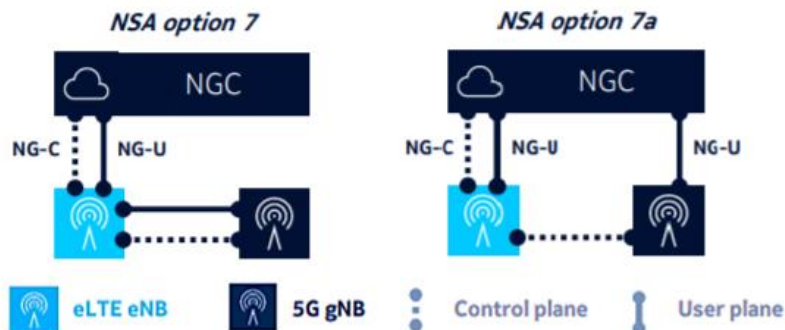 NSA option 7
NSA option 7a
NGC
NGC
NG-C
NG-U
NG-C
NG-U
NG-U
eLTE eNB
5G gNB
Control plane
User plane